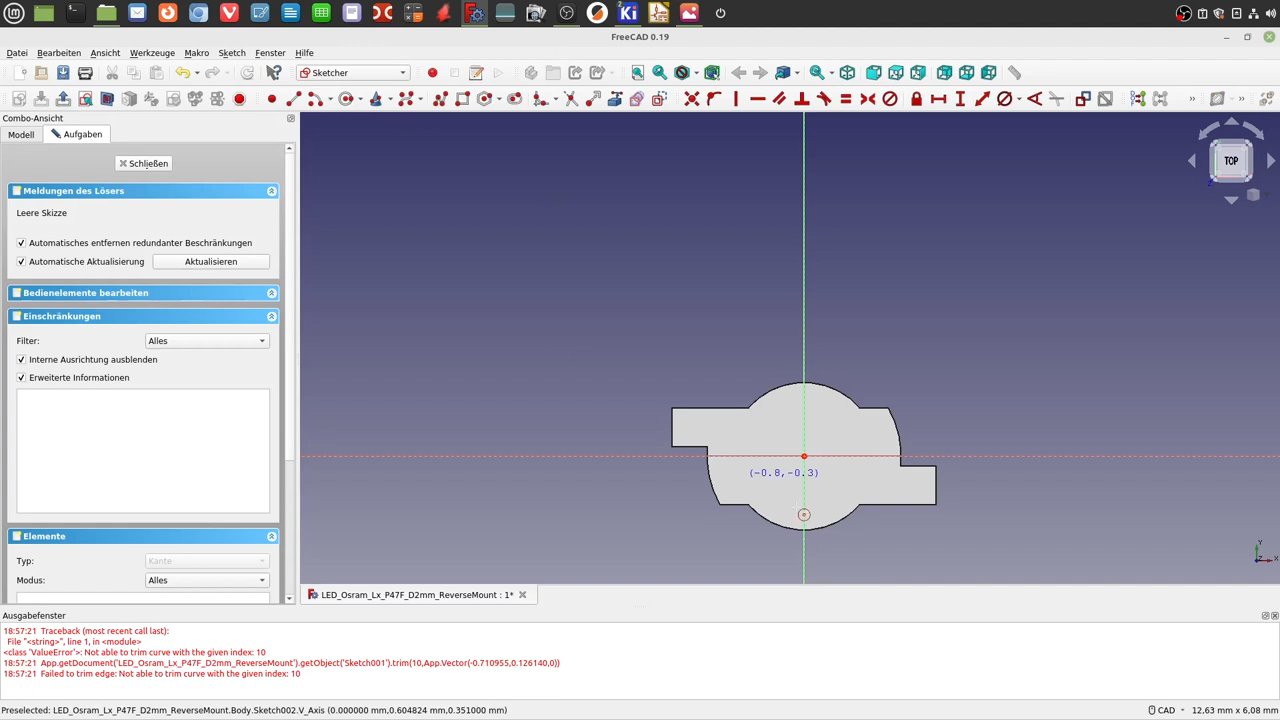 FreeCAD 0.19
Datei Bearbeiten Ansicht Werkzeuge Makro Sketch Fenster Hilfe
Sketcher
Combo-Ansicht
Modell Aufgaben
Schließen
Meldungen des Lösers
Leere Skizze
Automatisches entfernen redundanter Beschränkungen
Automatische Aktualisierung Aktualisieren
Bedienelemente bearbeiten
Einschränkungen
Filter: Alles
Interne Ausrichtung ausblenden
Erweiterte Informationen
Elemente
Typ: Kante
Modus: Alles
TOP
Z
(-0.8,-0.3)
Y
Z
X
LED_Osram_Lx_P47F_D2mm_ReverseMount : 1*
Ausgabefenster
18:57:21 Traceback (most recent call last):
File "<string>", line 1, in <module>
<class 'ValueError'>: Not able to trim curve with the given index: 10
18:57:21 App.getDocument('LED_Osram_Lx_P47F_D2mm_ReverseMount').getObject('Sketch001').trim(10,App.Vector(-0.710955,0.126140,0))
18:57:21 Failed to trim edge: Not able to trim curve with the given index: 10
Preselected: LED_Osram_Lx_P47F_D2mm_ReverseMount.Body.Sketch002.V_Axis (0.000000 mm,0.604824 mm,0.351000 mm)
CAD 12,63 mm x 6,08 mm